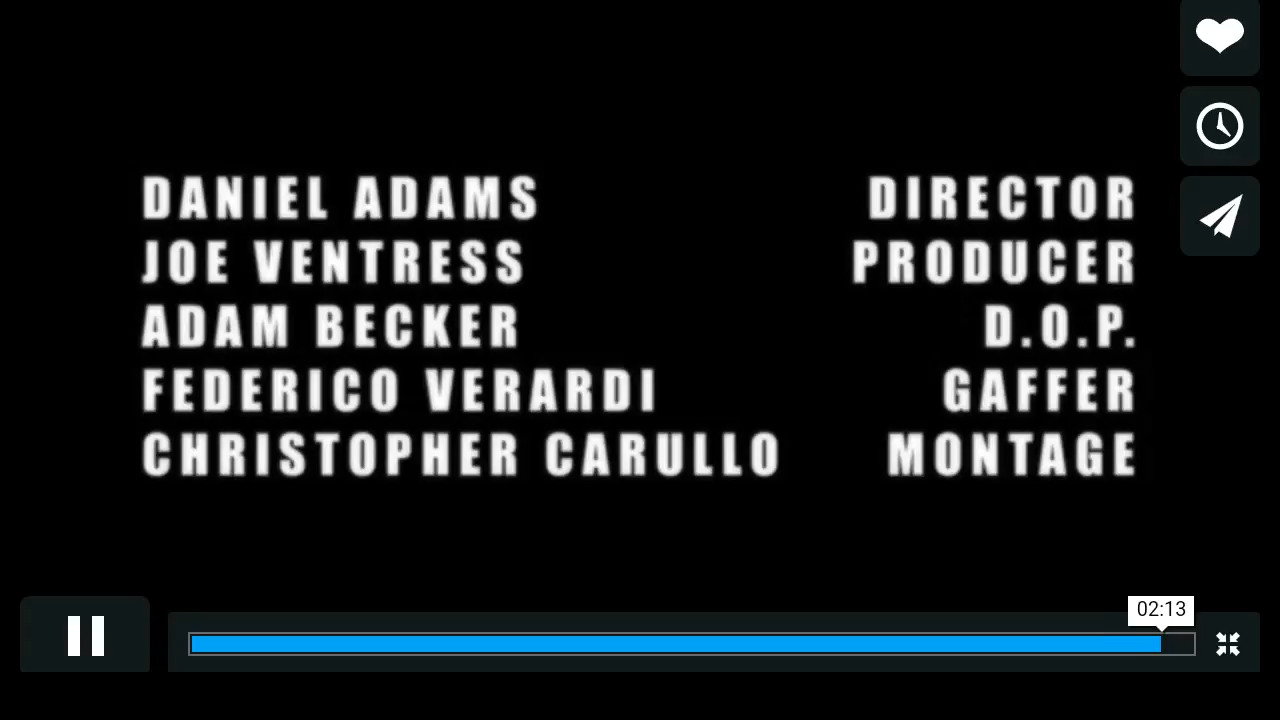 DANIEL ADAMS DIRECTOR
JOE VENTRESS PRODUCER
ADAM BECKER D.O.P.
FEDERICO VERARDI GAFFER
CHRISTOPHER CARULLO MONTAGE
02:13